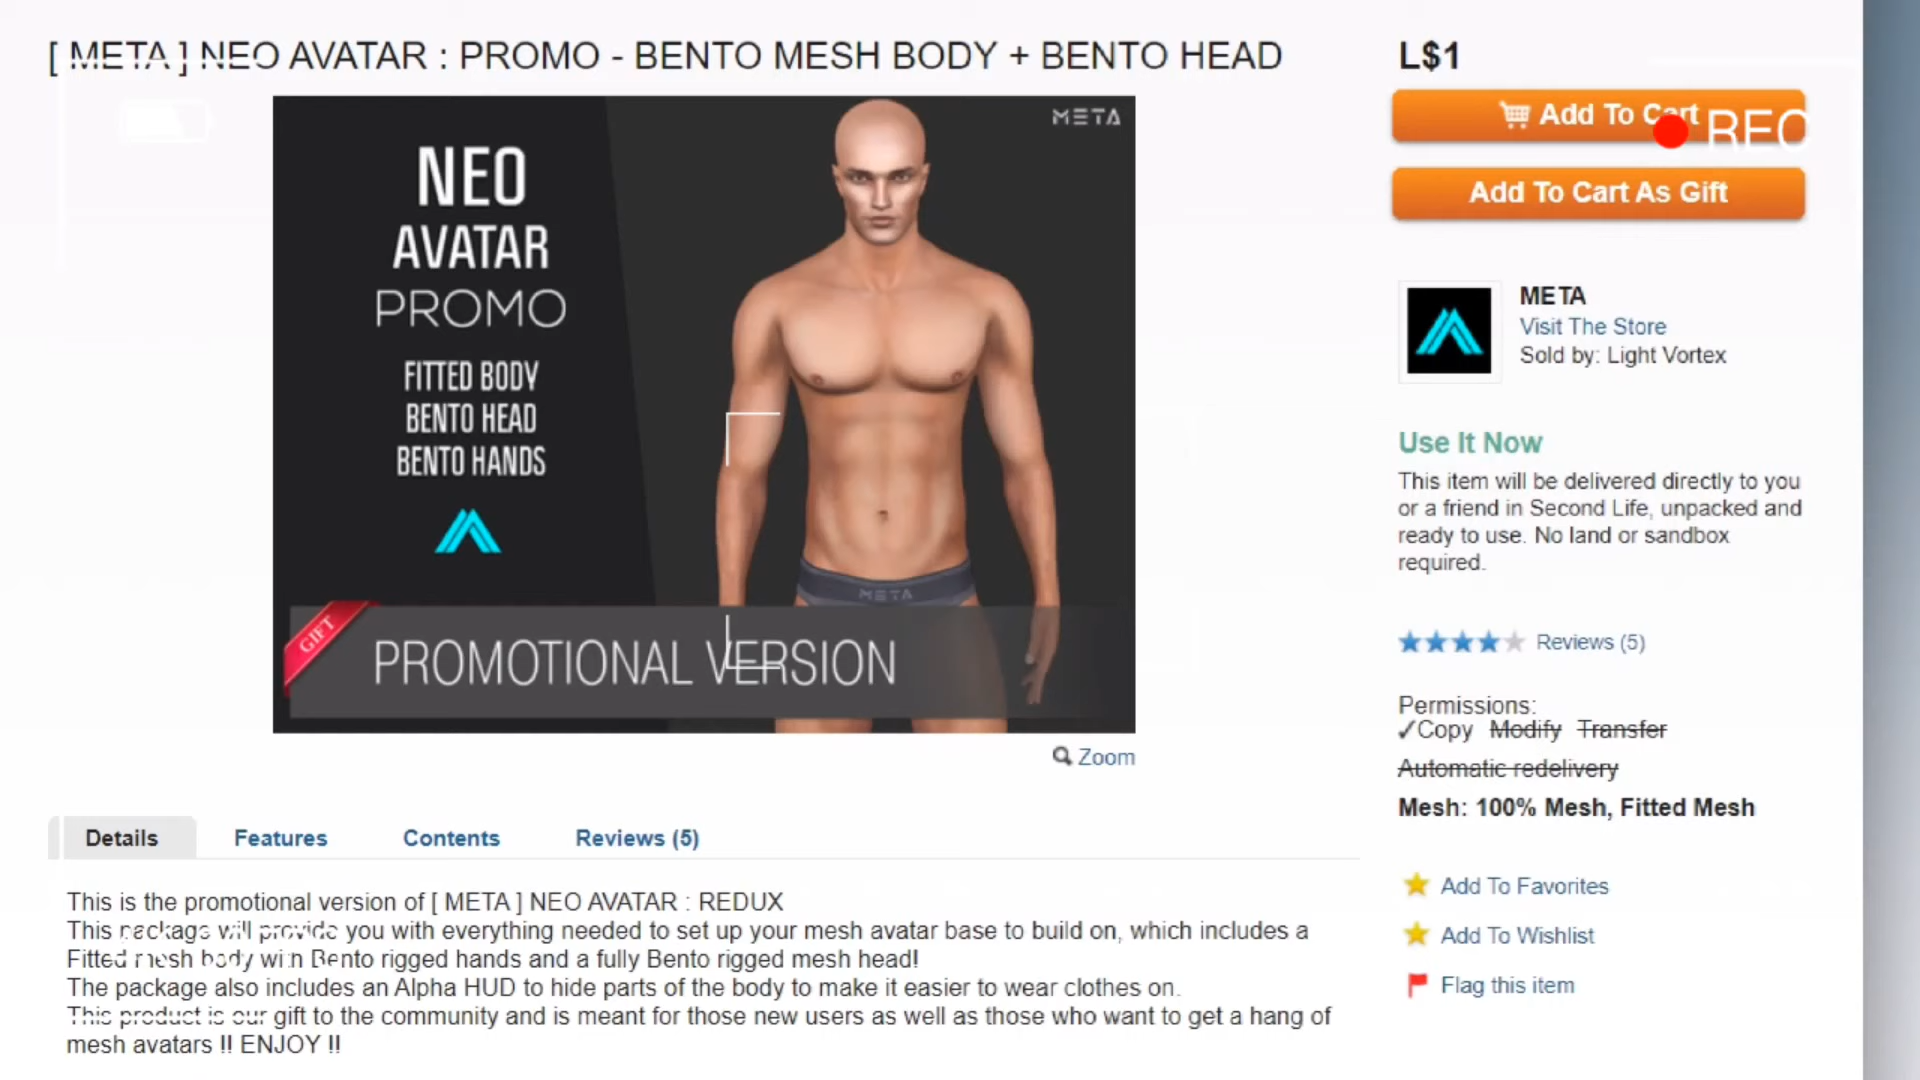 [ META ] NEO AVATAR : PROMO - BENTO MESH BODY + BENTO HEAD
META
NEO
AVATAR
PROMO
FITTED BODY
BENTO HEAD
BENTO HANDS
META
GIFT
PROMOTIONAL VERSION
Zoom
L$1
Add To Cart
REC
Add To Cart As Gift
META
Visit The Store
Sold by: Light Vortex
Use It Now
This item will be delivered directly to you
or a friend in Second Life, unpacked and
ready to use. No land or sandbox
required.
Reviews (5)
Permissions:
✓Copy Modify Transfer
Automatic redelivery
Mesh: 100% Mesh, Fitted Mesh
Add To Favorites
Add To Wishlist
Flag this item
Details Features Contents Reviews (5)
This is the promotional version of [ META ] NEO AVATAR : REDUX
This package will provide you with everything needed to set up your mesh avatar base to build on, which includes a
Fitted mesh body with Bento rigged hands and a fully Bento rigged mesh head!
The package also includes an Alpha HUD to hide parts of the body to make it easier to wear clothes on.
This product is our gift to the community and is meant for those new users as well as those who want to get a hang of
mesh avatars !! ENJOY !!